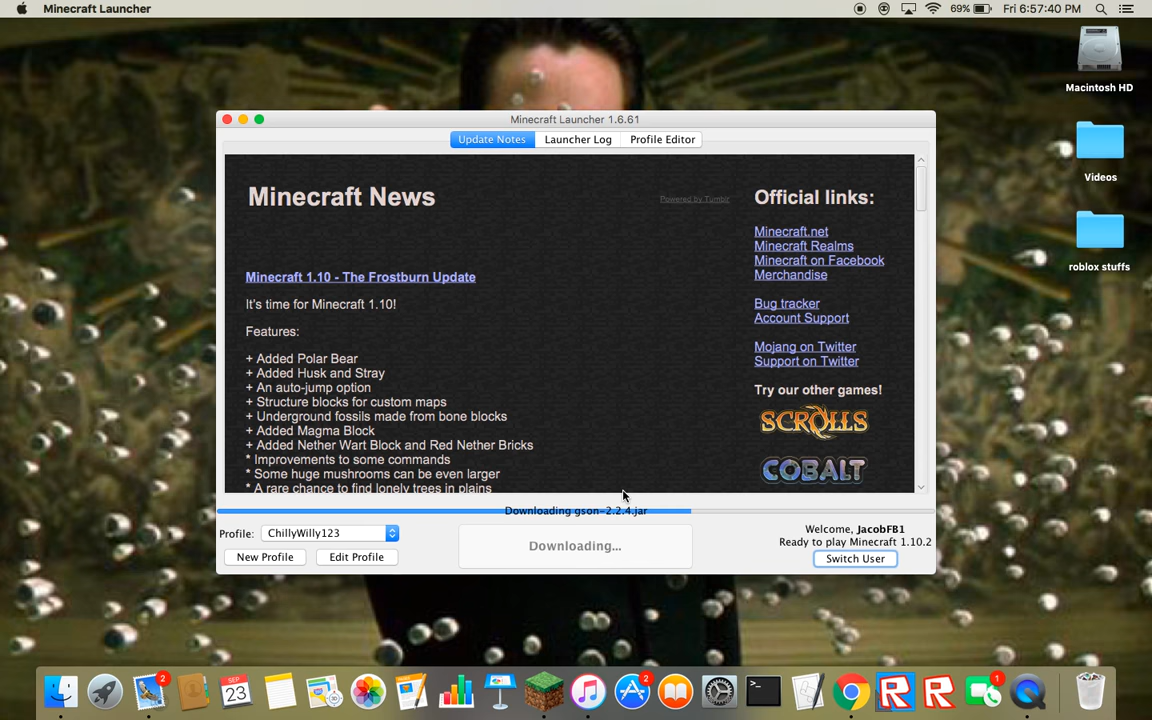 Minecraft Launcher
69%
Fri 6:57:40 PM
Macintosh HD
Videos
roblox stuffs
Minecraft Launcher 1.6.61
Update Notes
Launcher Log
Profile Editor
Minecraft News
Powered by Tumblr
Minecraft 1.10 - The Frostburn Update
It's time for Minecraft 1.10!
Features:
+ Added Polar Bear
+ Added Husk and Stray
+ An auto-jump option
+ Structure blocks for custom maps
+ Underground fossils made from bone blocks
+ Added Magma Block
+ Added Nether Wart Block and Red Nether Bricks
* Improvements to some commands
* Some huge mushrooms can be even larger
* A rare chance to find lonely trees in plains
Official links:
Minecraft.net
Minecraft Realms
Minecraft on Facebook
Merchandise
Bug tracker
Account Support
Mojang on Twitter
Support on Twitter
Try our other games!
SCROLLS
COBALT
Downloading gson-2.2.4.jar
Profile:
ChillyWilly123
New Profile
Edit Profile
Downloading...
Welcome, JacobFB1
Ready to play Minecraft 1.10.2
Switch User
2
SEP
23
2
1